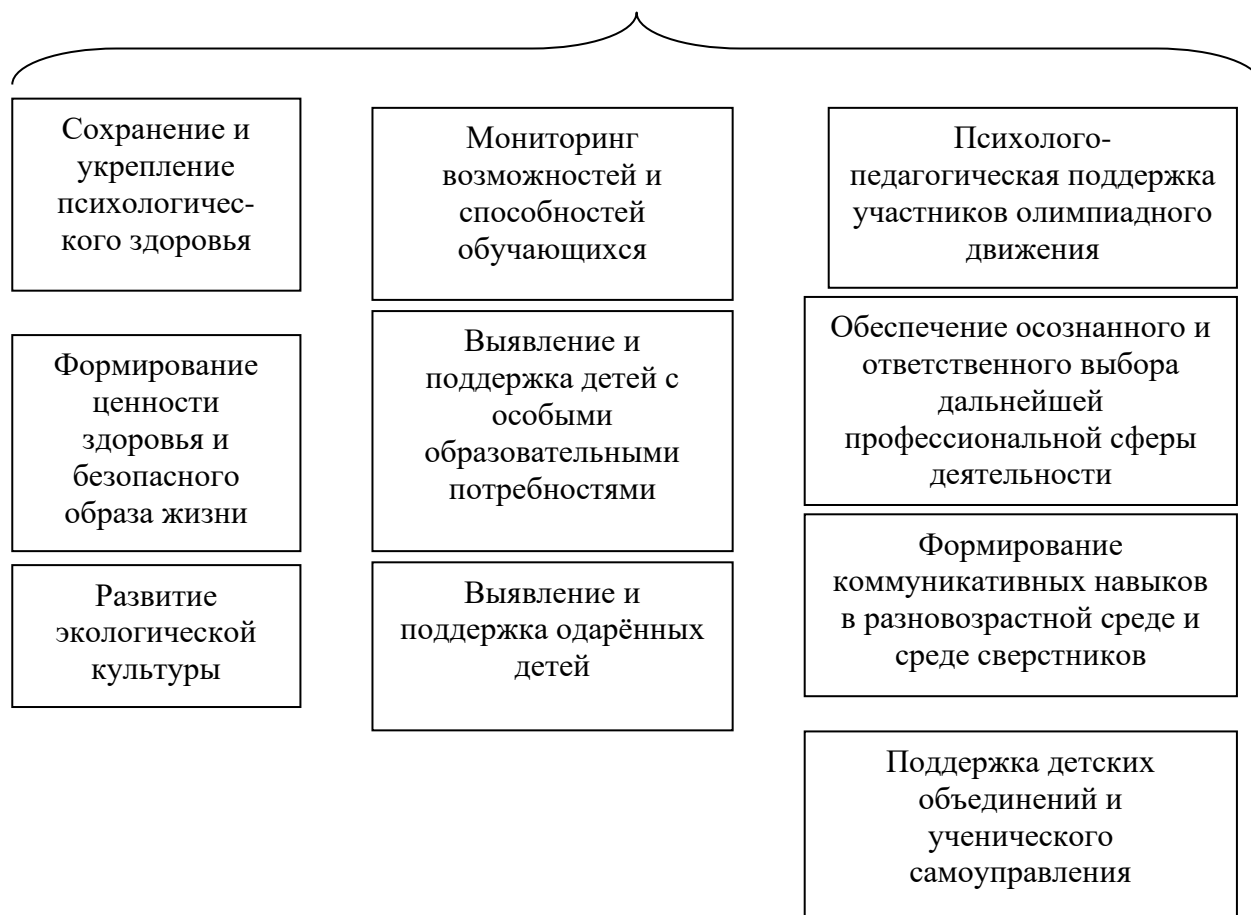 Сохранение и
укрепление
психологичес-
кого здоровья
Формирование
ценности
здоровья и
безопасного
образа жизни
Развитие
экологической
культуры
Мониторинг
возможностей и
способностей
обучающихся
Выявление и
поддержка детей с
особыми
образовательными
потребностями
Выявление и
поддержка одарённых
детей
Психолого-
педагогическая поддержка
участников олимпиадного
движения
Обеспечение осознанного и
ответственного выбора
дальнейшей
профессиональной сферы
деятельности
Формирование
коммуникативных навыков
в разновозрастной среде и
среде сверстников
Поддержка детских
объединений и
ученического
самоуправления